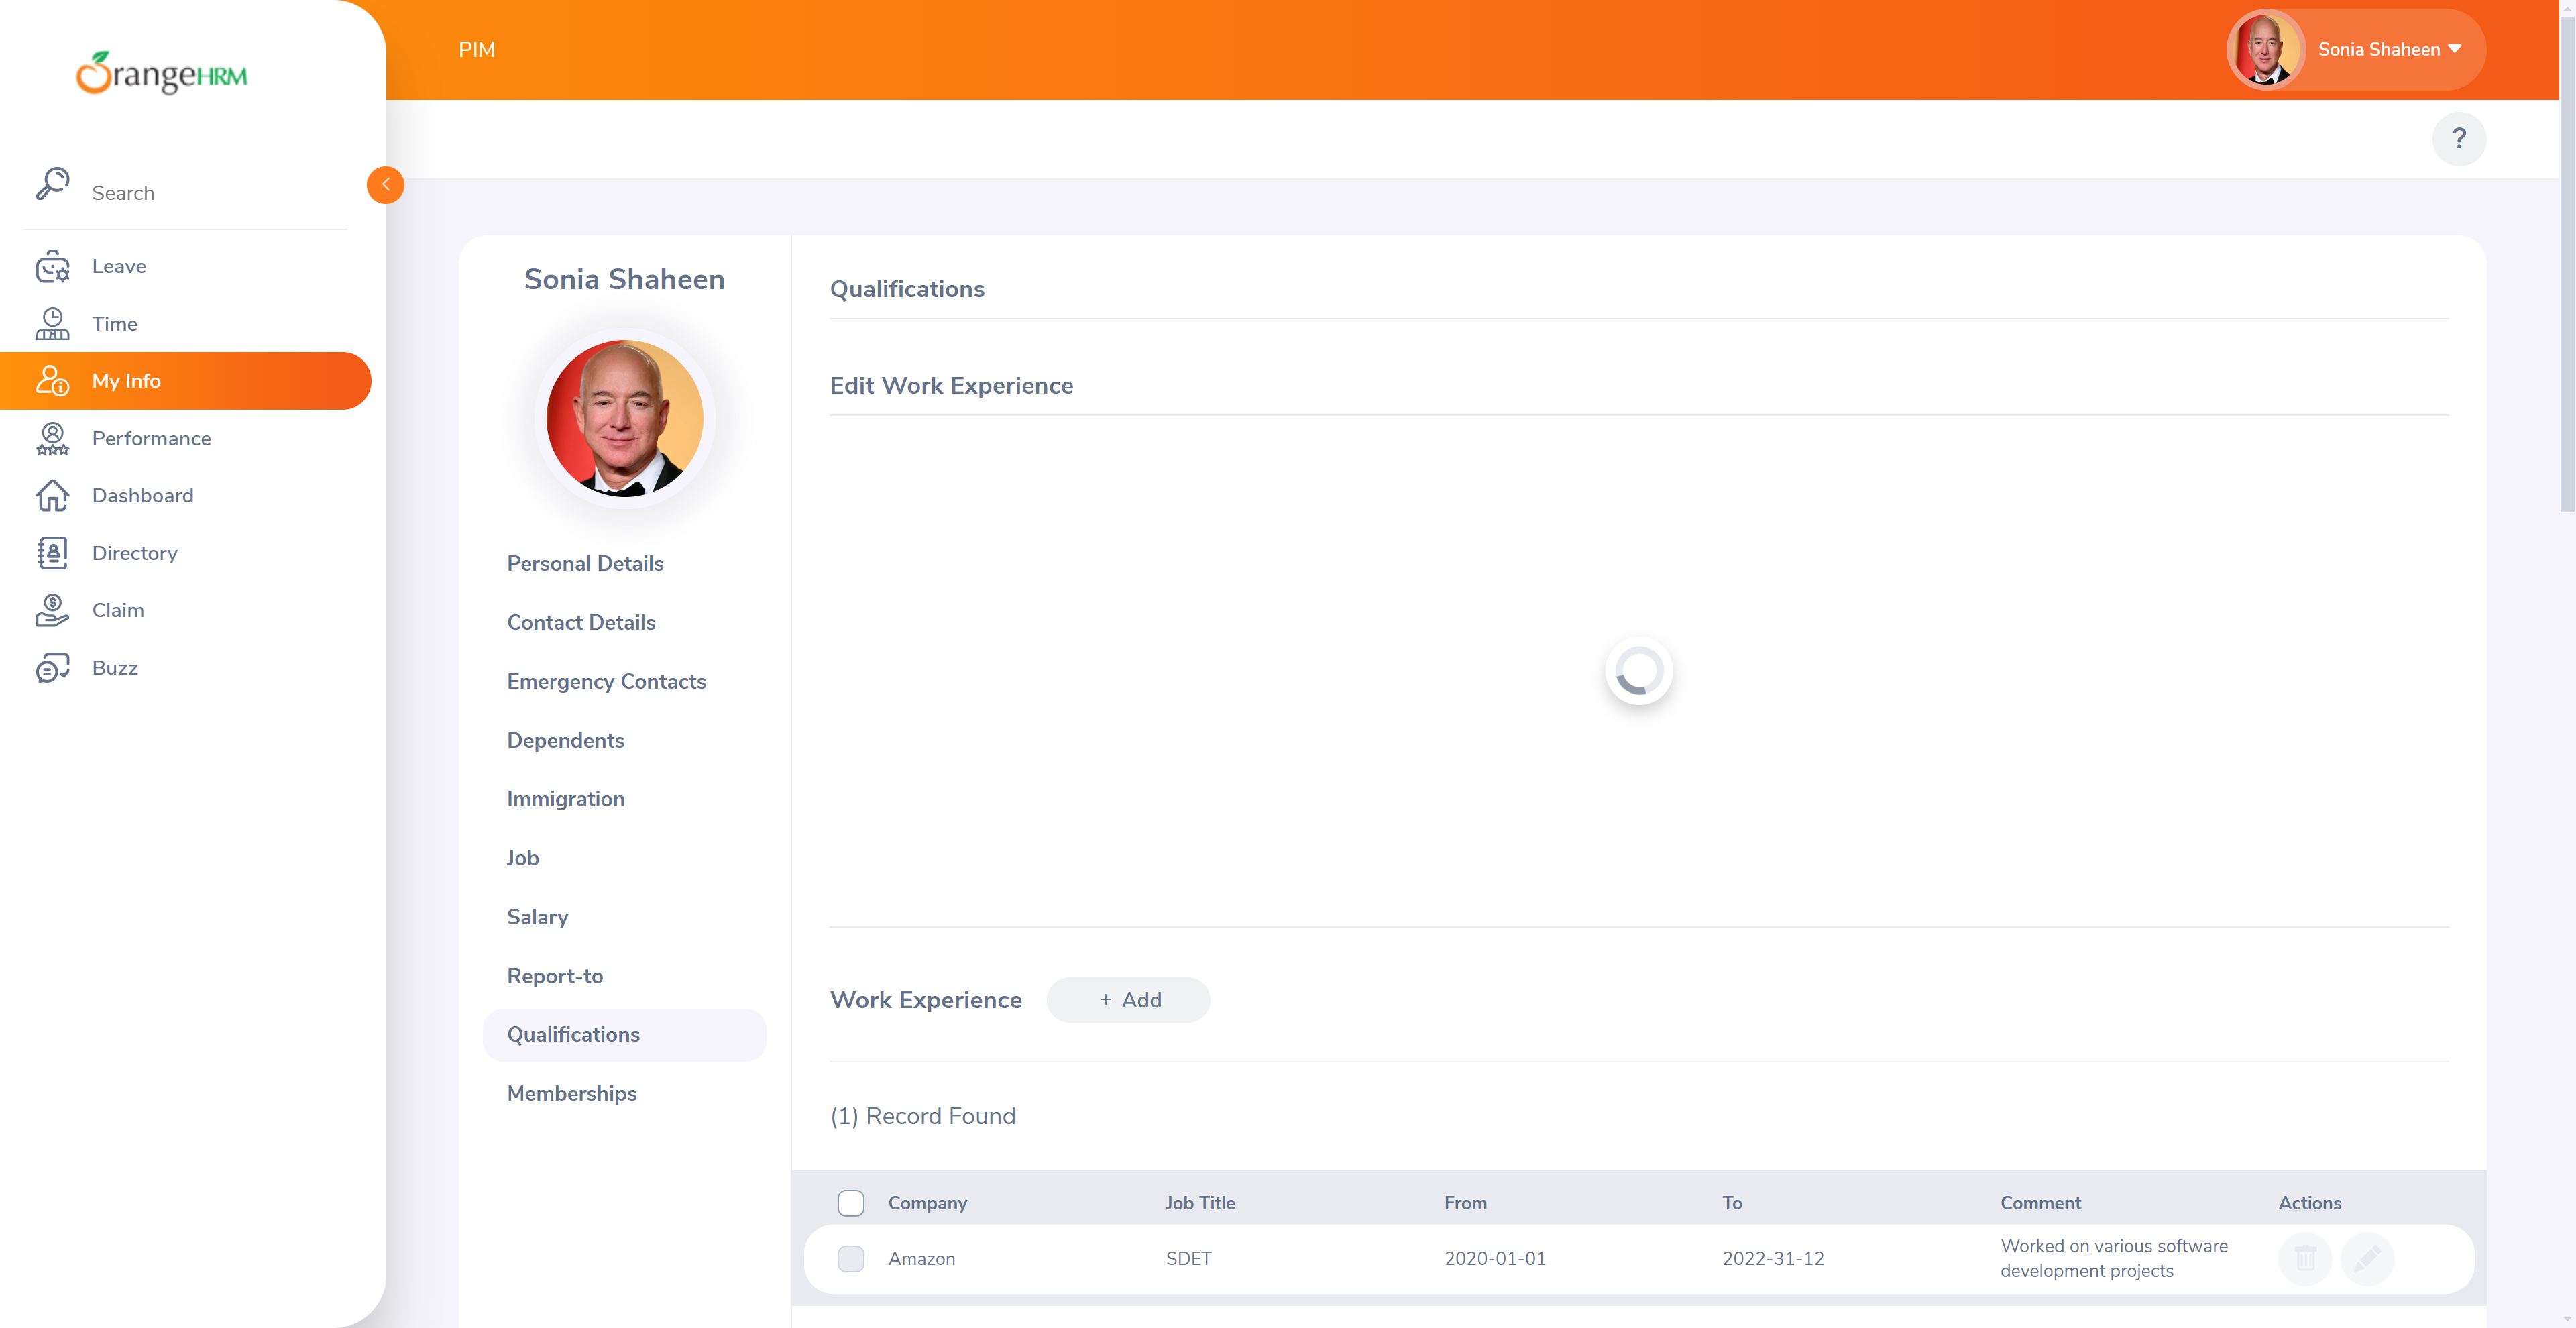 OrangeHRM
Search
Leave
Time
My Info
Performance
Dashboard
Directory
Claim
Buzz
PIM
Sonia Shaheen
?
Sonia Shaheen
Personal Details
Contact Details
Emergency Contacts
Dependents
Immigration
Job
Salary
Report-to
Qualifications
Memberships
Qualifications
Edit Work Experience
Work Experience
+ Add
(1) Record Found
Company Job Title From To Comment Actions
Amazon SDET 2020-01-01 2022-31-12 Worked on various software
development projects